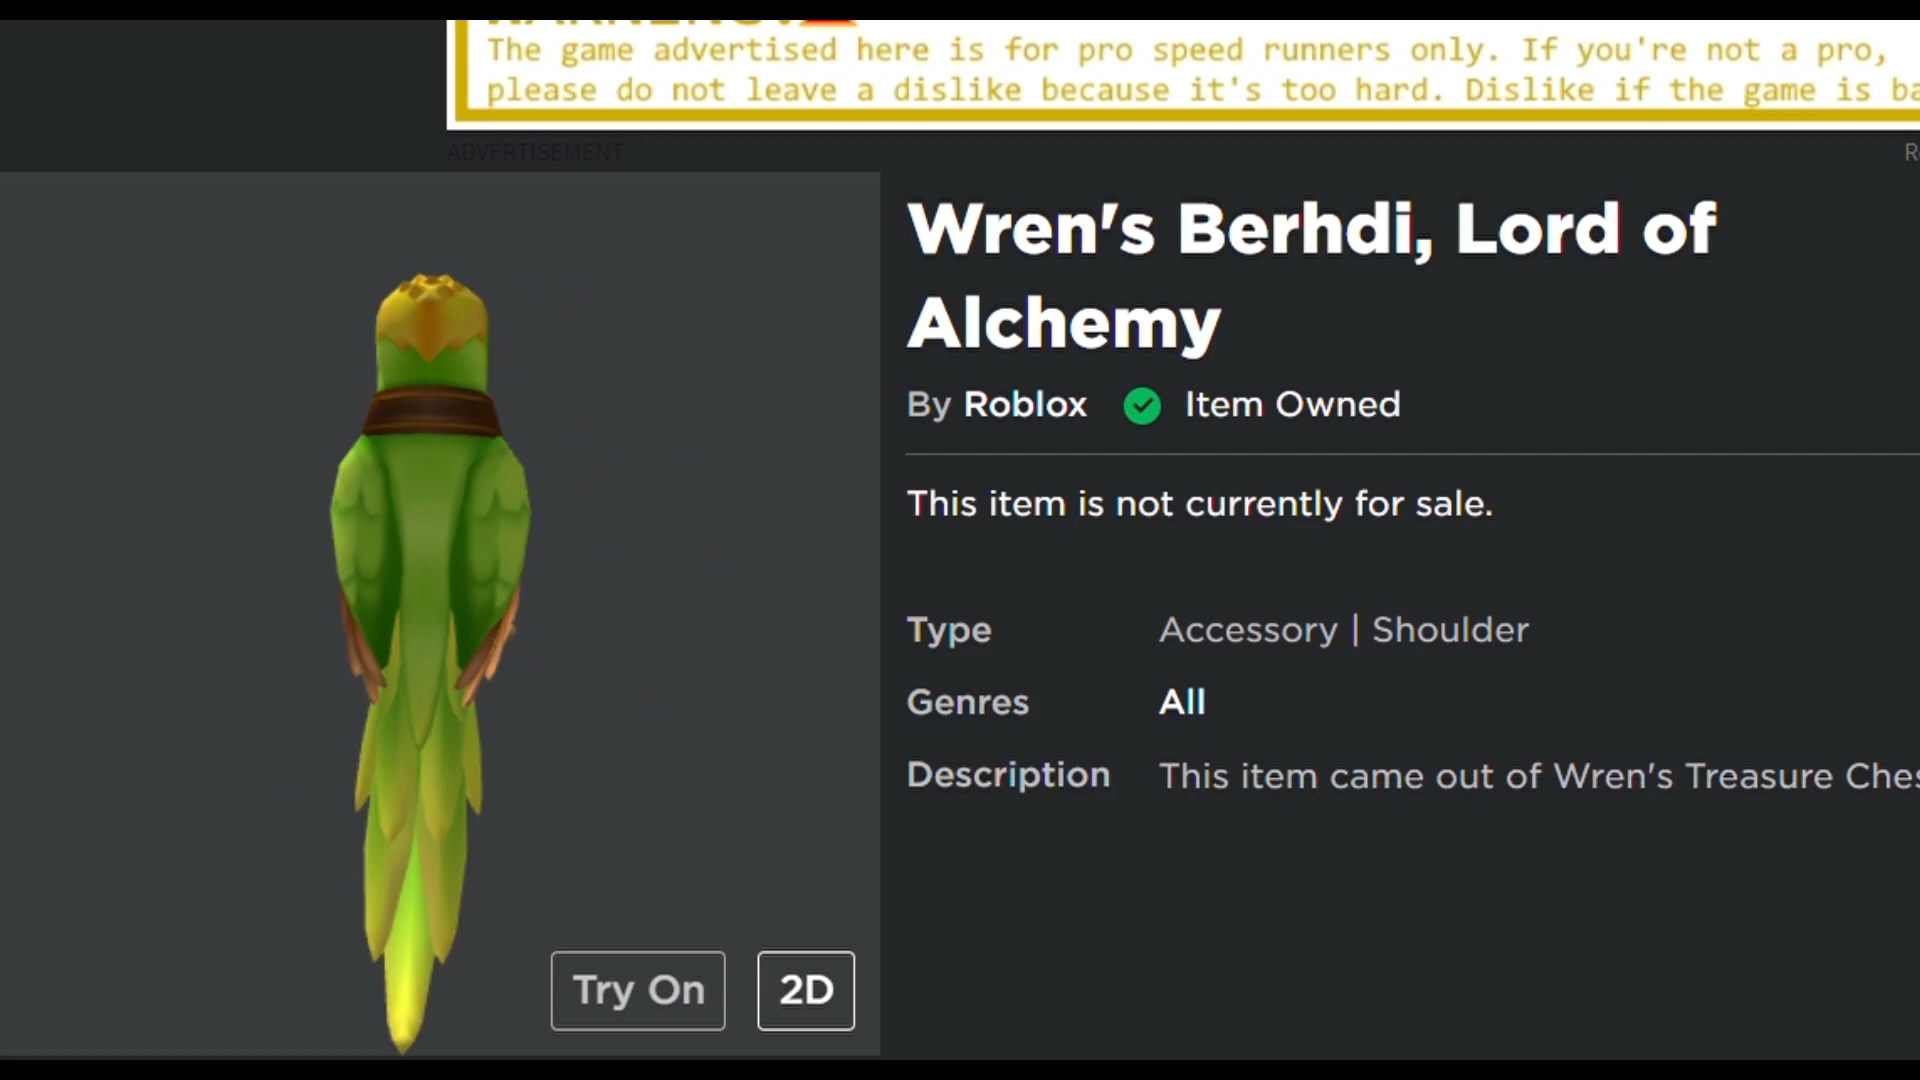 The game advertised here is for pro speed runners only. If you're not a pro,
please do not leave a dislike because it's too hard. Dislike if the game is ba
ADVERTISEMENT
Wren's Berhdi, Lord of
Alchemy
By Roblox Item Owned
This item is not currently for sale.
Type Accessory | Shoulder
Genres All
Description This item came out of Wren's Treasure Ches
Try On 2D